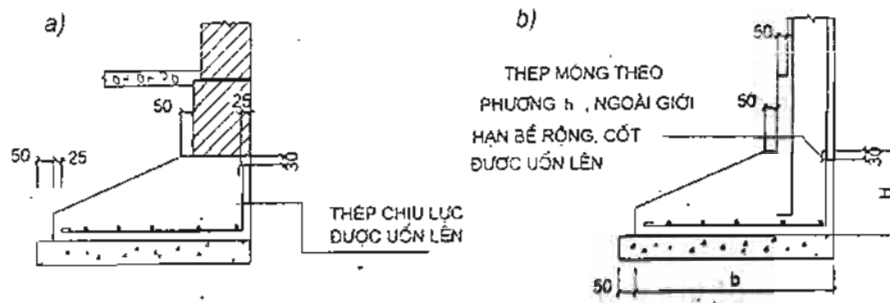 a)
50
25
50
25
30
THÉP CHỊU LỰC
ĐƯỢC UỐN LÊN
b)
50
THÉP MÓNG THEO
PHƯƠNG h , NGOÀI GIỚI
50
HẠN BỀ RỘNG, CỐT
ĐƯỢC UỐN LÊN
30
H
50
b